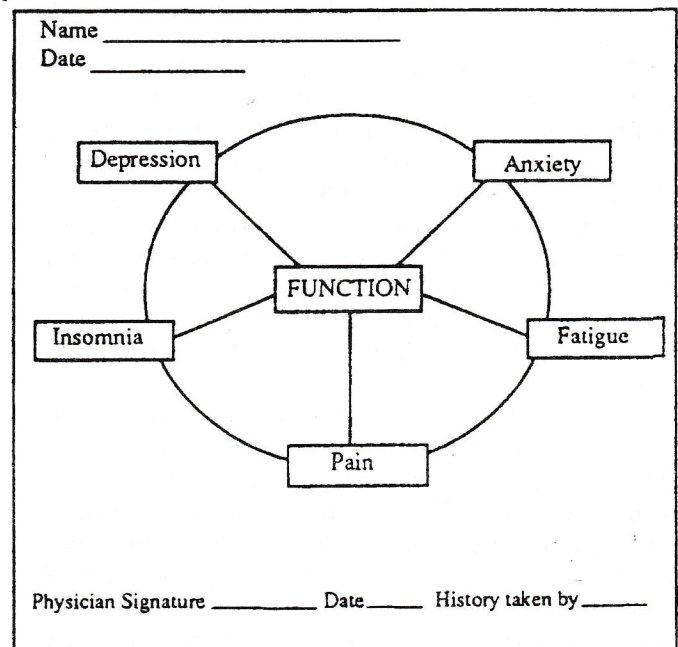 Name
Date
Depression
Anxiety
FUNCTION
Insomnia
Fatigue
Pain
Physician Signature Date History taken by